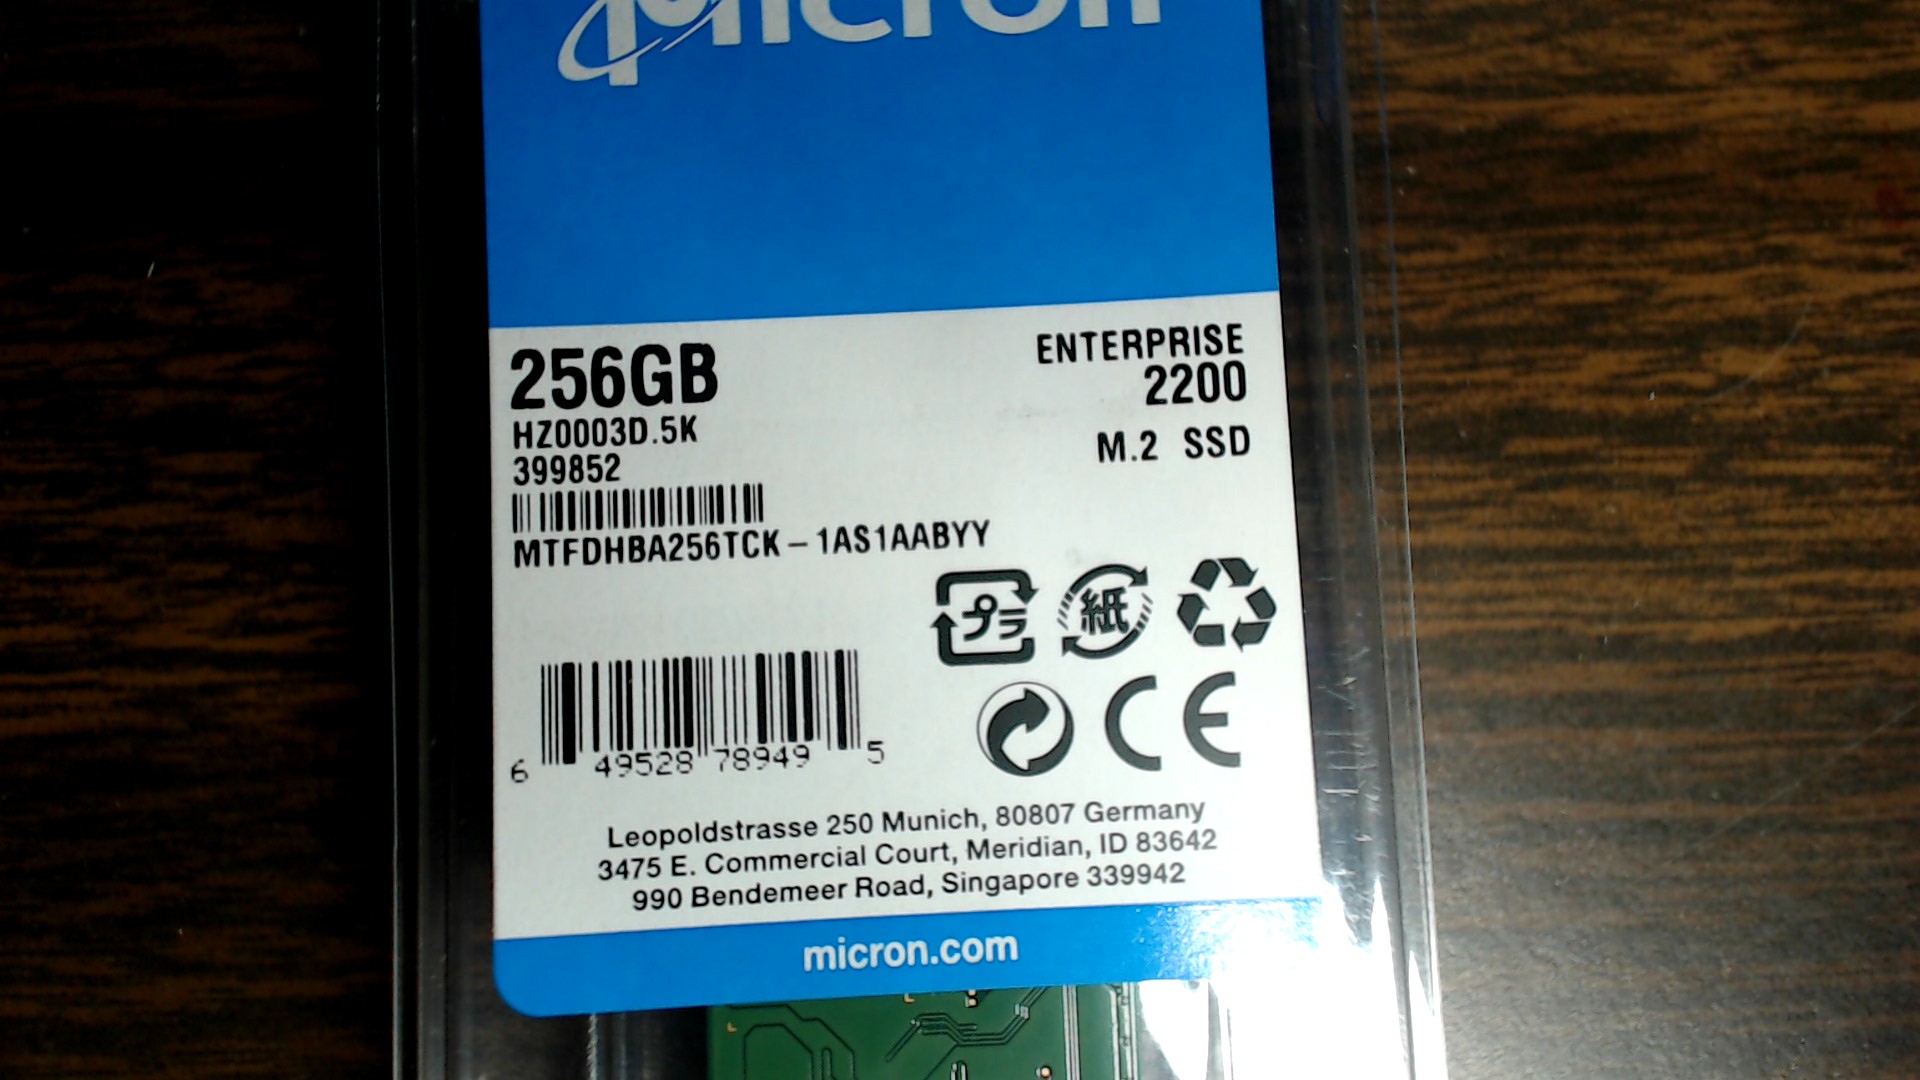 Micron
256GB
ENTERPRISE
2200
HZ0003D.5K
399852
M.2 SSD
MTFDHBA256TCK – 1AS1AABYY
プラ
紙
6 49528 78949 5
CE
Leopoldstrasse 250 Munich, 80807 Germany
3475 E. Commercial Court, Meridian, ID 83642
990 Bendemeer Road, Singapore 339942
micron.com